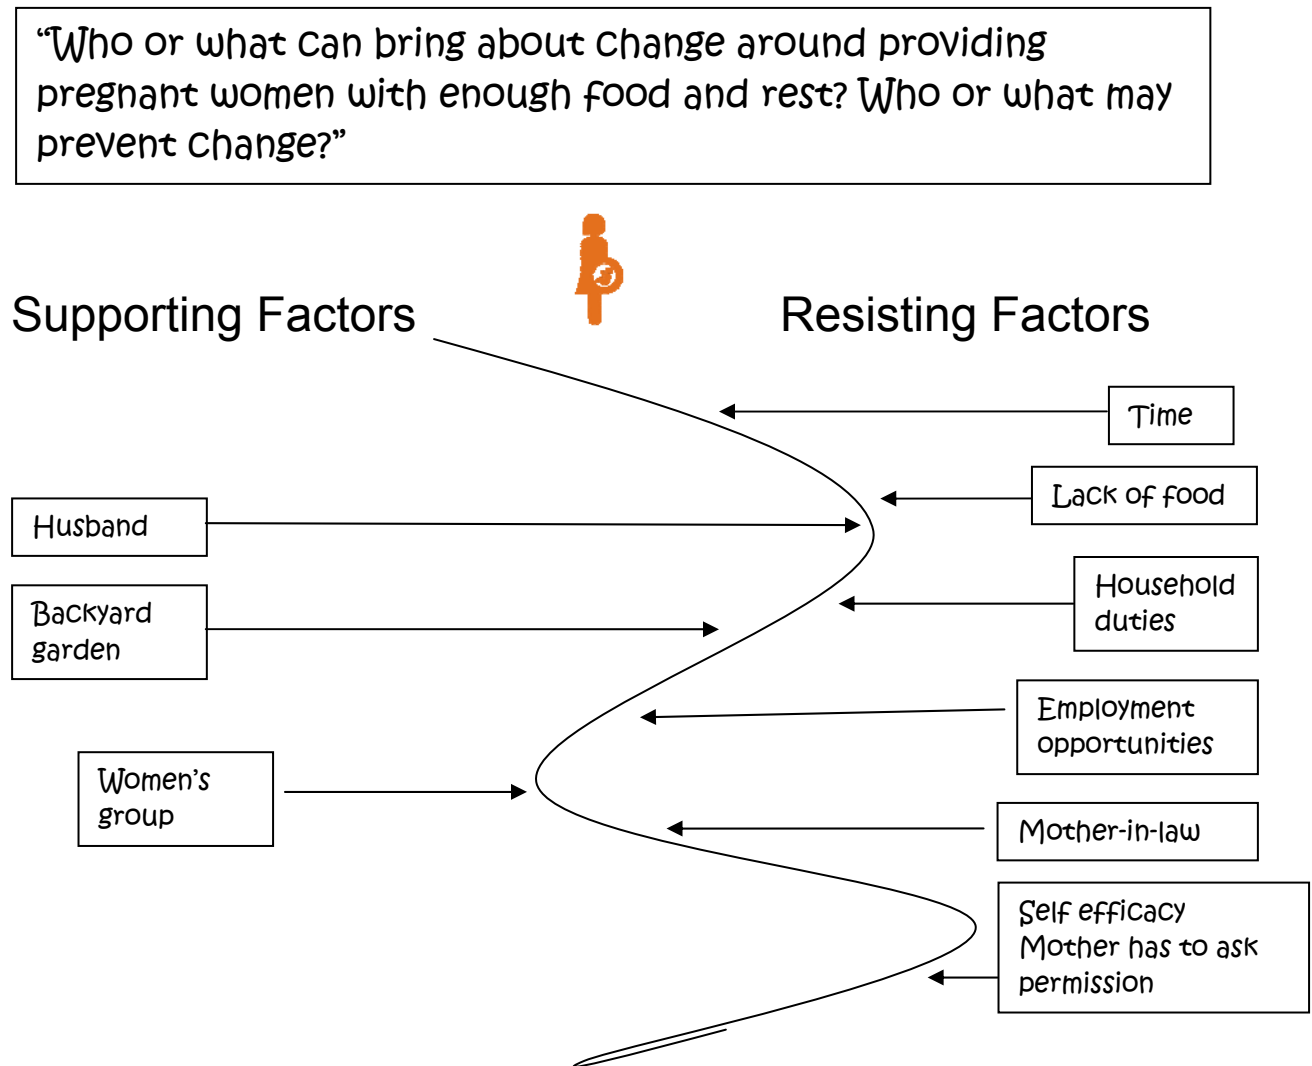 “Who or what can bring about change around providing
pregnant women with enough food and rest? Who or what may
prevent change?”
Supporting Factors
Resisting Factors
Time
Lack of food
Husband
Household
duties
Backyard
garden
Employment
opportunities
Women’s
group
Mother-in-law
Self efficacy
Mother has to ask
permission